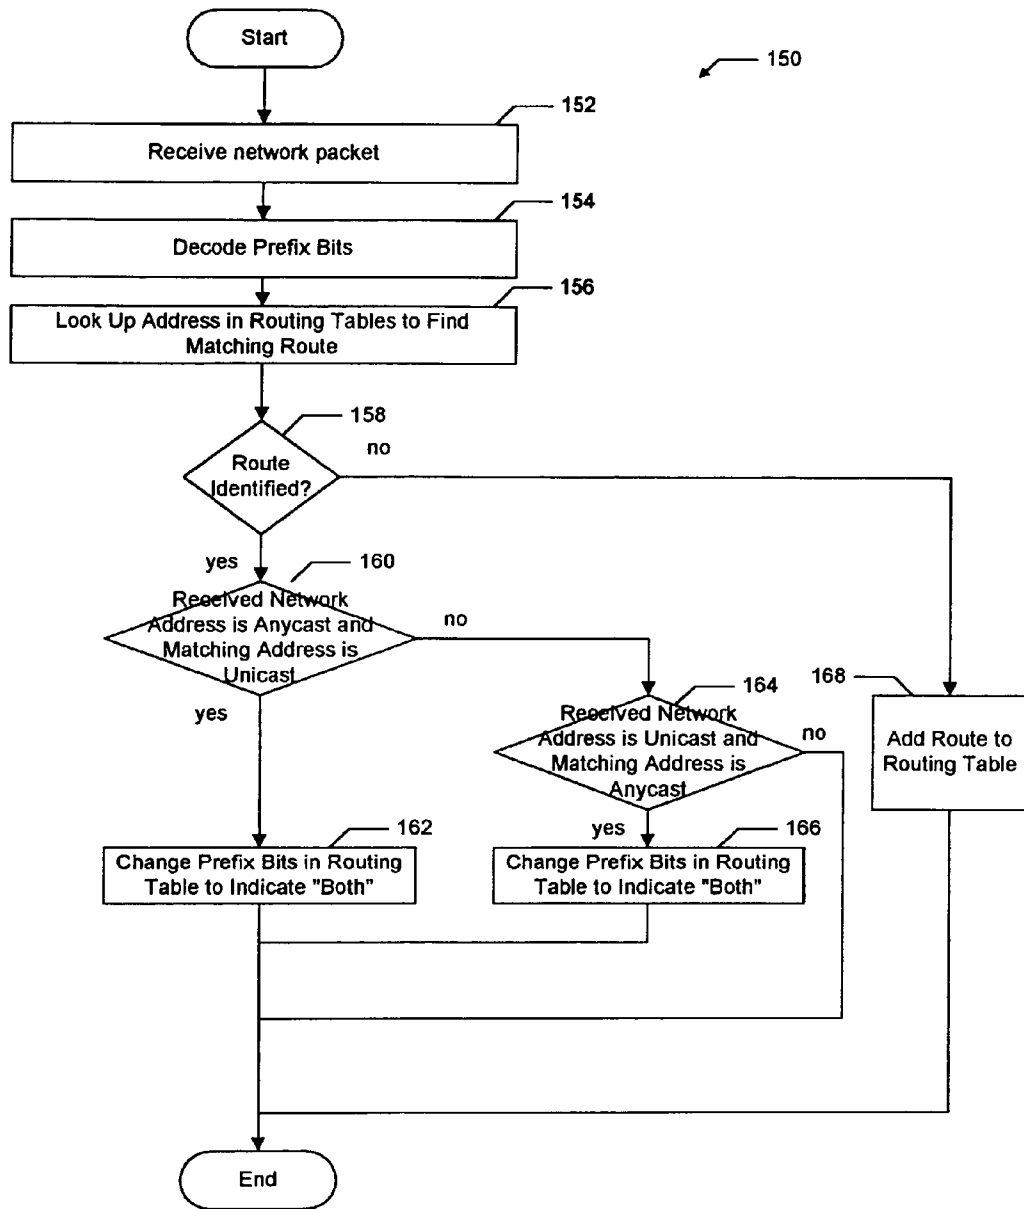 Start
150
152
Receive network packet
154
Decode Prefix Bits
156
Look Up Address in Routing Tables to Find
Matching Route
158
no
Route
Identified?
yes
160
Received Network
Address is Anycast and
Matching Address is
Unicast
no
yes
164
Received Network
Address is Unicast and
Matching Address is
Anycast
no
168
Add Route to
Routing Table
162
Change Prefix Bits in Routing
Table to Indicate "Both"
yes
166
Change Prefix Bits in Routing
Table to Indicate "Both"
End